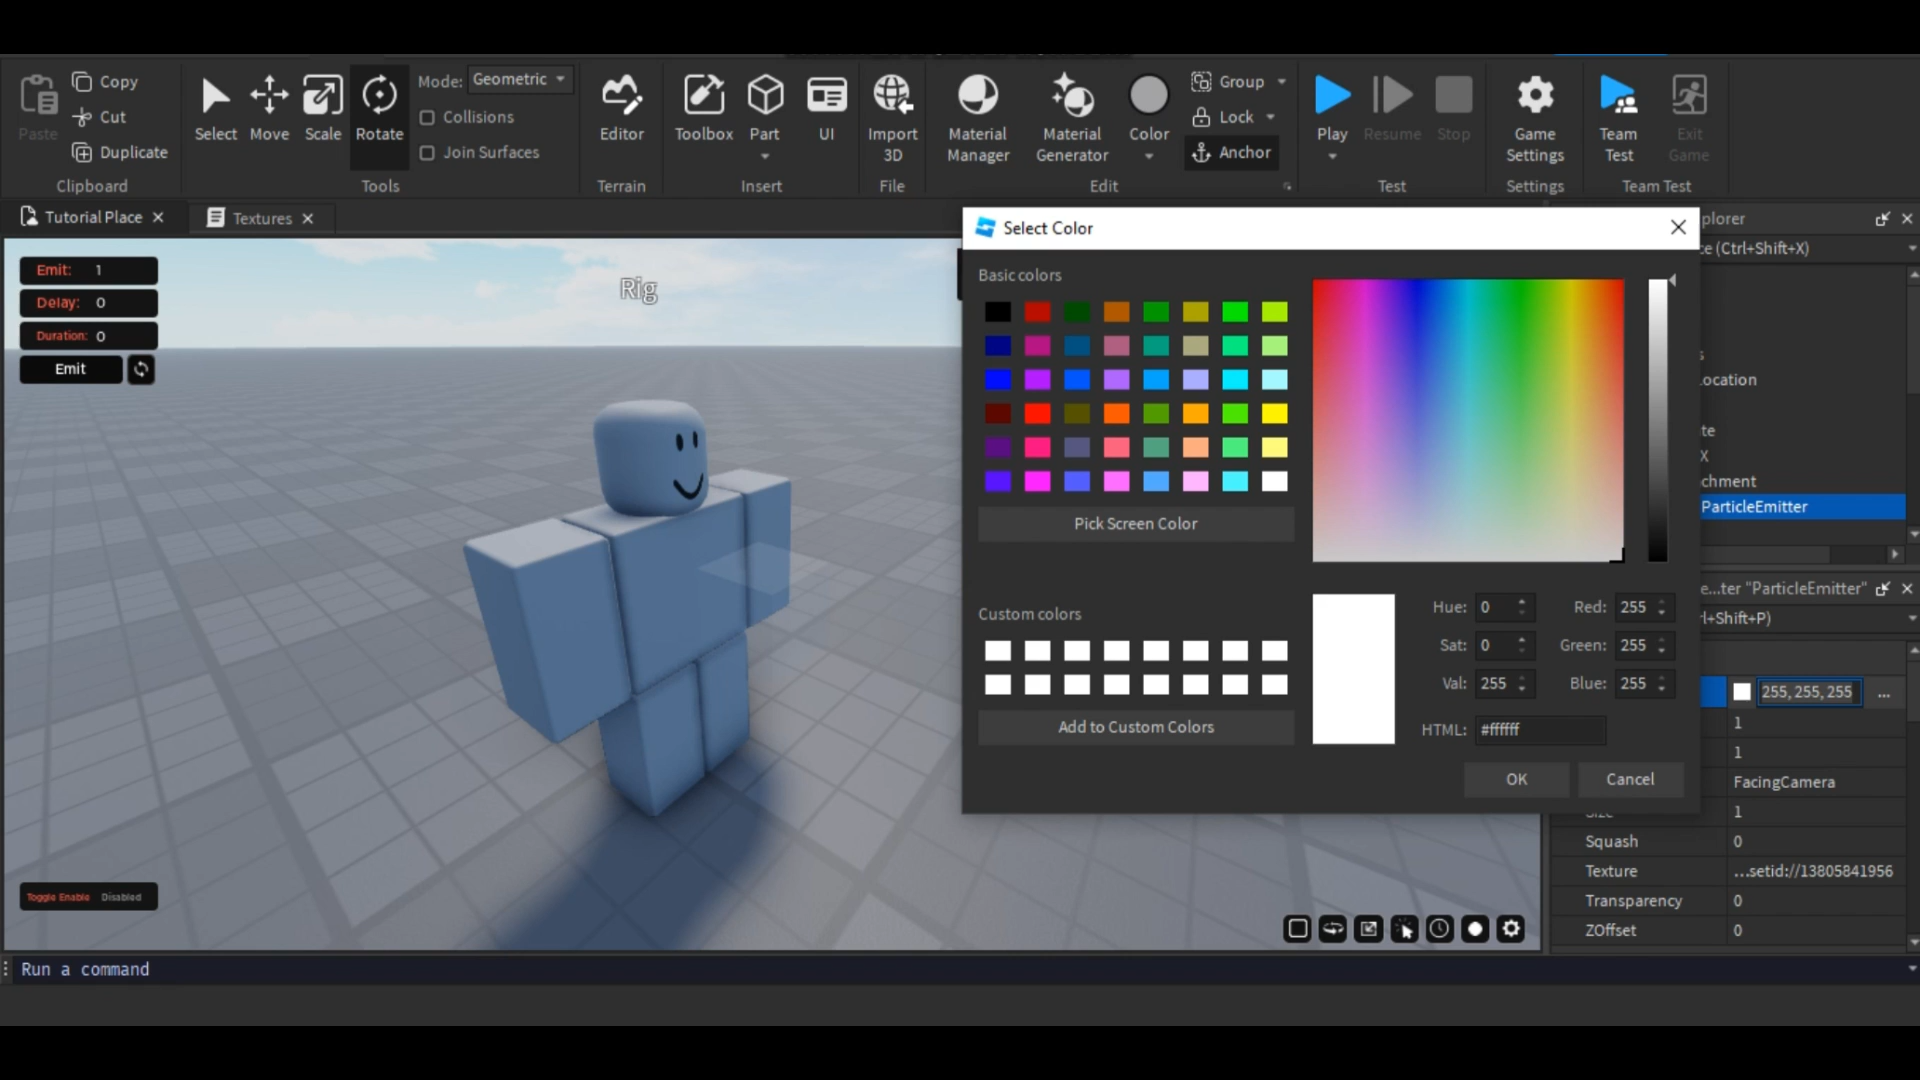 Paste
Copy
Cut
Duplicate
Clipboard
Select
Move
Scale
Rotate
Mode: Geometric
Collisions
Join Surfaces
Tools
Editor
Terrain
Toolbox
Part
UI
Insert
Import
3D
File
Material
Manager
Material
Generator
Color
Group
Lock
Anchor
Edit
Play
Resume
Stop
Test
Game
Settings
Settings
Team
Test
Exit
Game
Team Test
Tutorial Place
Textures
Emit: 1
Delay: 0
Duration: 0
Emit
Rig
Toggle Enable Disabled
Select Color
Basic colors
Pick Screen Color
Custom colors
Add to Custom Colors
Hue: 0
Red: 255
Sat: 0
Green: 255
Val: 255
Blue: 255
HTML: #ffffff
OK
Cancel
plorer
ce (Ctrl+Shift+X)
s
ocation
te
X
chment
ParticleEmitter
e...ter "ParticleEmitter"
rl+Shift+P)
255, 255, 255 ...
1
1
FacingCamera
Size 1
Squash 0
Texture ...setid://13805841956
Transparency 0
ZOffset 0
Run a command